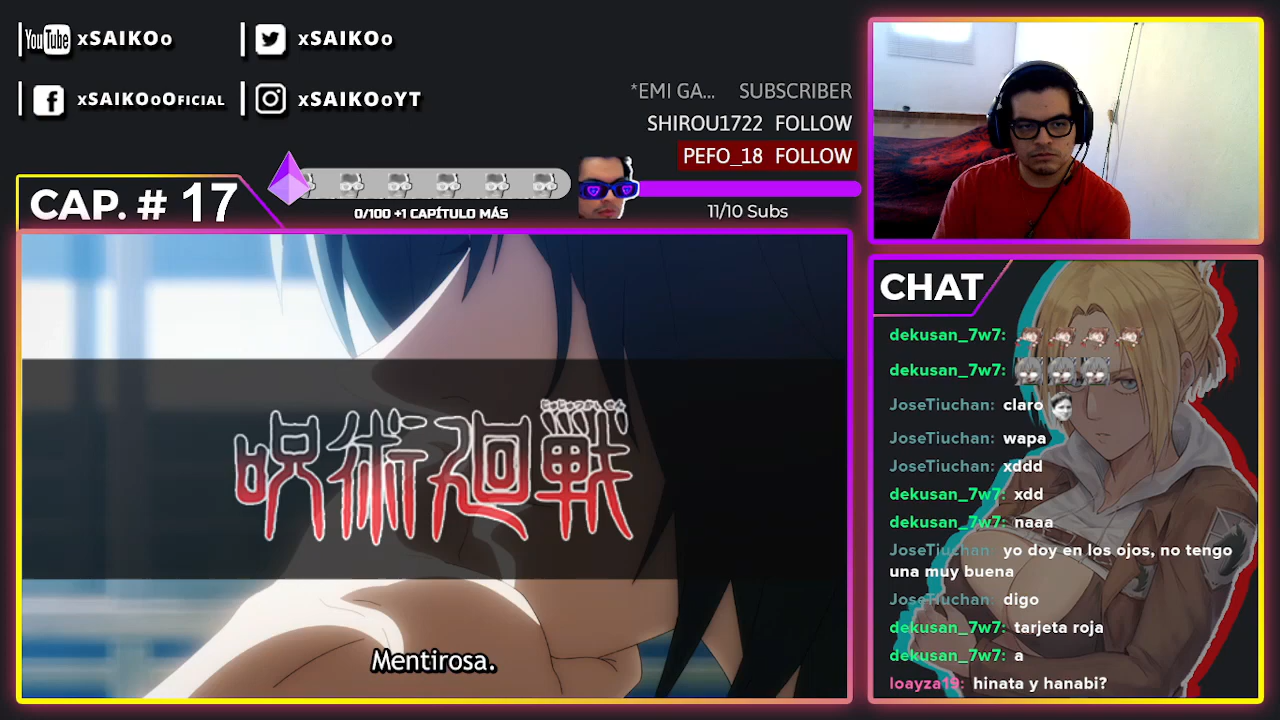 YouTube xSAIKOo
xSAIKOo
xSAIKOoOFICIAL
xSAIKOoYT
*EMI GA... SUBSCRIBER
SHIROU1722 FOLLOW
PEFO_18 FOLLOW
CAP. # 17
0/100 +1 CAPÍTULO MÁS
11/10 Subs
呪術廻戦
Mentirosa.
CHAT
dekusan_7w7:
dekusan_7w7:
JoseTiuchan: claro
JoseTiuchan: wapa
JoseTiuchan: xddd
dekusan_7w7: xdd
dekusan_7w7: naaa
JoseTiuchan: yo doy en los ojos, no tengo
una muy buena
JoseTiuchan: digo
dekusan_7w7: tarjeta roja
dekusan_7w7: a
loayza19: hinata y hanabi?